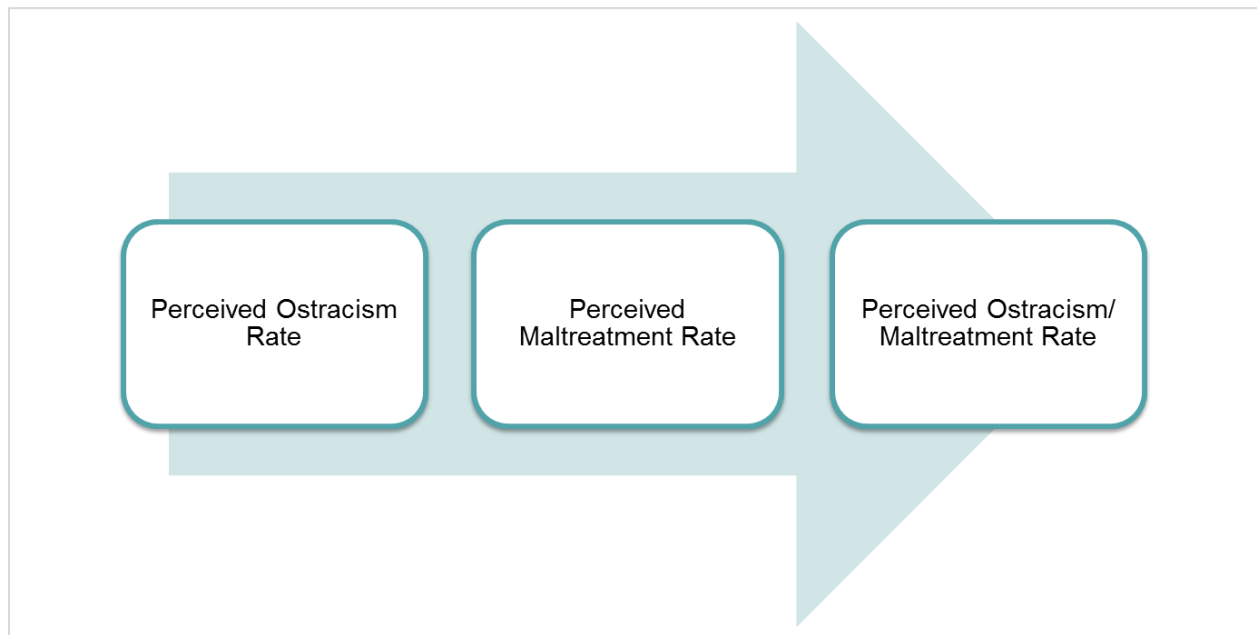 Perceived Ostracism
Rate
Perceived
Maltreatment Rate
Perceived Ostracism/
Maltreatment Rate